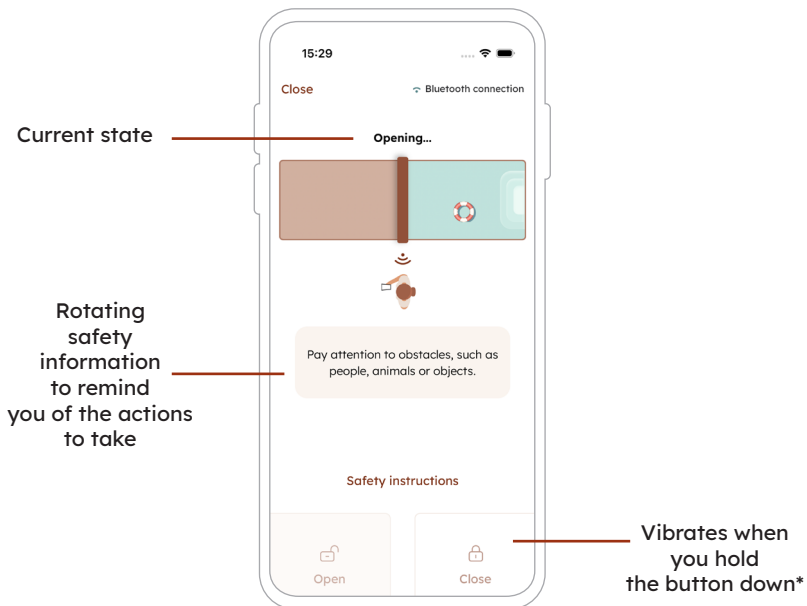 15:29
Close
Bluetooth connection
Current state
Opening...
Rotating
safety
information
to remind
you of the actions
to take
Pay attention to obstacles, such as
people, animals or objects.
Safety instructions
Open
Close
Vibrates when
you hold
the button down*